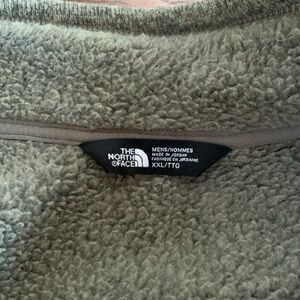 THE
NORTH
FACE
MENS/HOMMES
MADE IN JORDAN
FABRIQUÉ EN JORDANIE
XXL/TTG